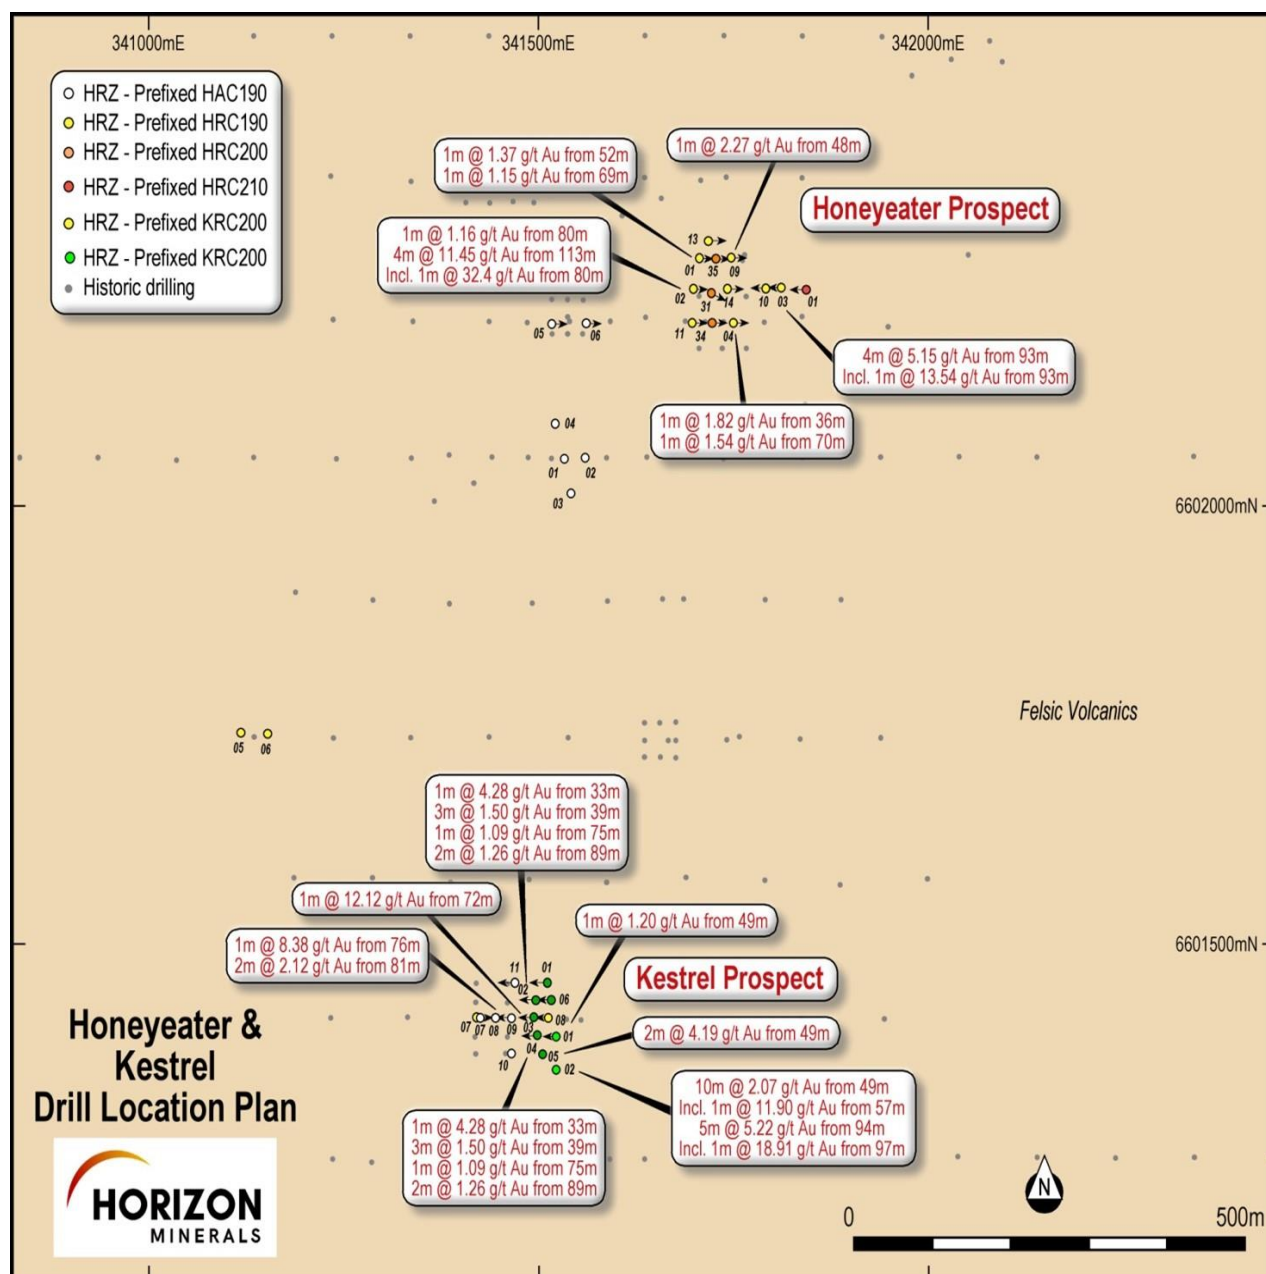 341000mE
341500mE
342000mE
HRZ - Prefixed HAC190
HRZ - Prefixed HRC190
HRZ - Prefixed HRC200
HRZ - Prefixed HRC210
HRZ - Prefixed KRC200
HRZ - Prefixed KRC200
Historic drilling
1m @ 1.37 g/t Au from 52m
1m @ 1.15 g/t Au from 69m
1m @ 2.27 g/t Au from 48m
Honeyeater Prospect
1m @ 1.16 g/t Au from 80m
4m @ 11.45 g/t Au from 113m
Incl. 1m @ 32.4 g/t Au from 80m
13
01 35 09
02 31 14 10 03 01
05 06 11 34 04
4m @ 5.15 g/t Au from 93m
Incl. 1m @ 13.54 g/t Au from 93m
1m @ 1.82 g/t Au from 36m
1m @ 1.54 g/t Au from 70m
04
01 02
03
6602000mN
Felsic Volcanics
05 06
1m @ 4.28 g/t Au from 33m
3m @ 1.50 g/t Au from 39m
1m @ 1.09 g/t Au from 75m
2m @ 1.26 g/t Au from 89m
1m @ 12.12 g/t Au from 72m
1m @ 1.20 g/t Au from 49m
1m @ 8.38 g/t Au from 76m
2m @ 2.12 g/t Au from 81m
6601500mN
Kestrel Prospect
11 01
02
06
07 07 08 09 03 08
01
04 05
10 02
2m @ 4.19 g/t Au from 49m
10m @ 2.07 g/t Au from 49m
Incl. 1m @ 11.90 g/t Au from 57m
5m @ 5.22 g/t Au from 94m
Incl. 1m @ 18.91 g/t Au from 97m
1m @ 4.28 g/t Au from 33m
3m @ 1.50 g/t Au from 39m
1m @ 1.09 g/t Au from 75m
2m @ 1.26 g/t Au from 89m
Honeyeater &
Kestrel
Drill Location Plan
HORIZON
MINERALS
N
0
500m